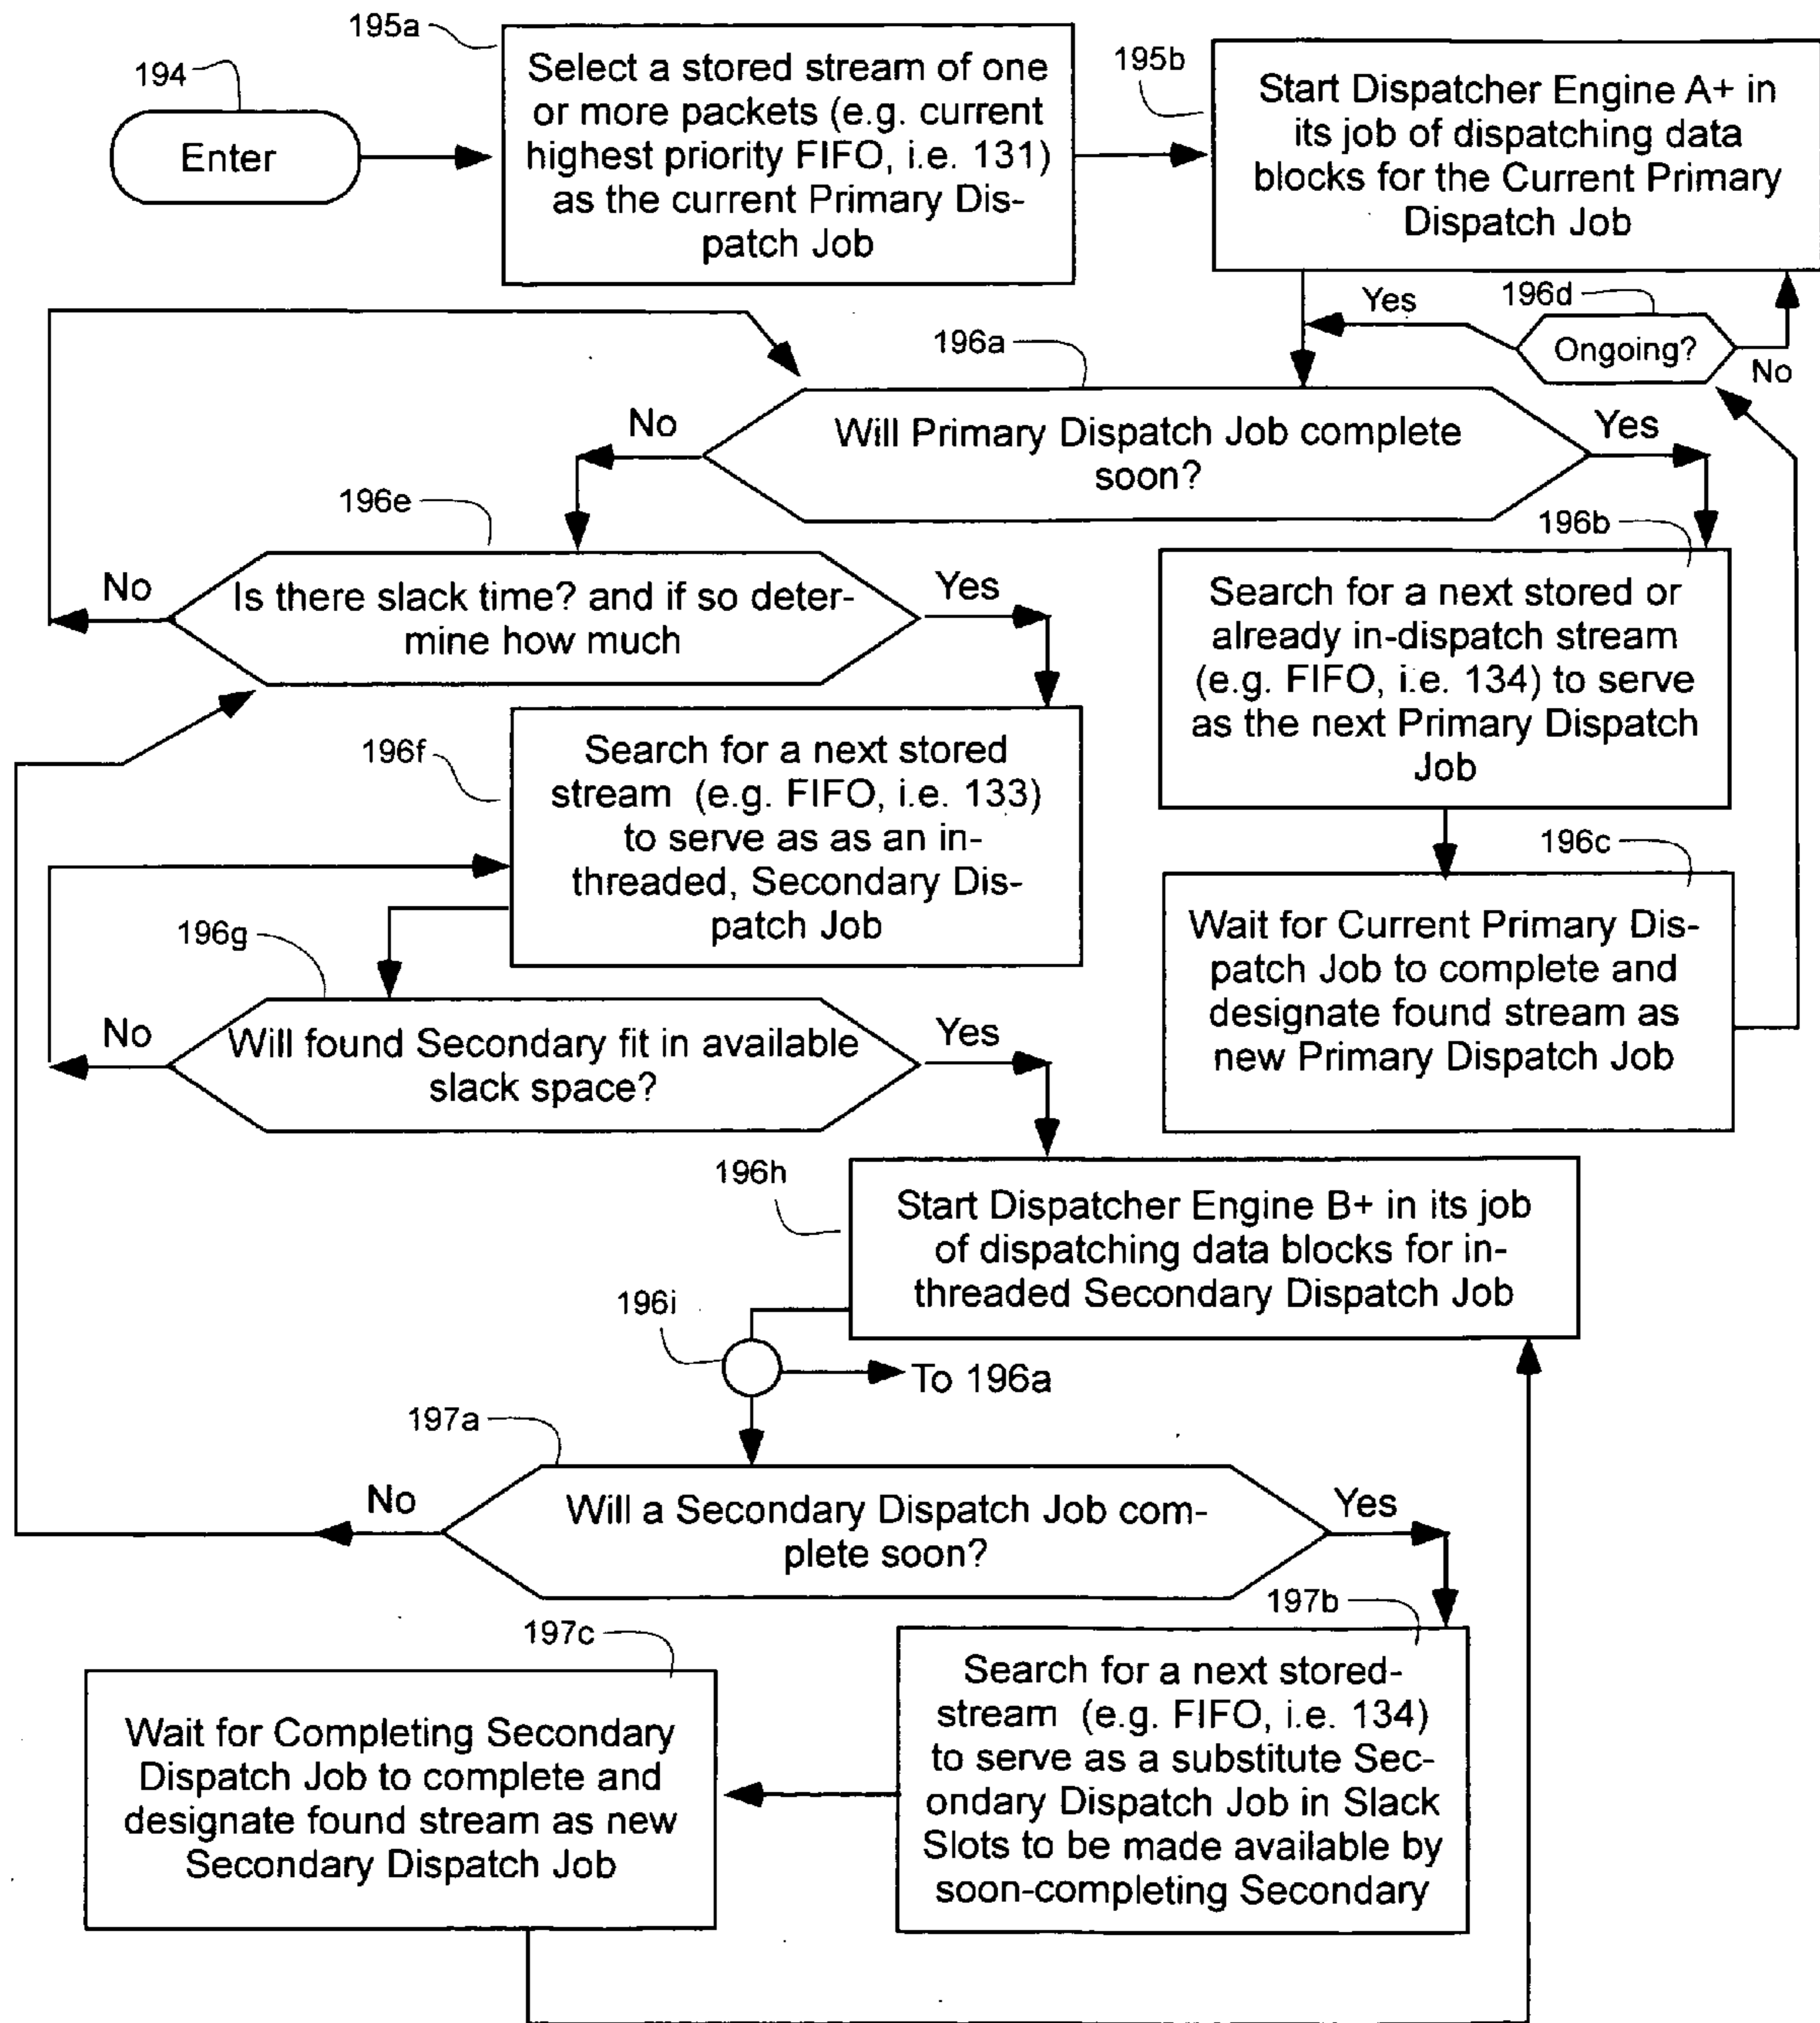 195a
194
Enter
Select a stored stream of one
or more packets (e.g. current
highest priority FIFO, i.e. 131)
as the current Primary Dis-
patch Job
195b
Start Dispatcher Engine A+ in
its job of dispatching data
blocks for the Current Primary
Dispatch Job
Yes
196d
Ongoing?
No
196a
No
Will Primary Dispatch Job complete
soon?
Yes
196e
No
Is there slack time? and if so deter-
mine how much
Yes
196b
Search for a next stored or
already in-dispatch stream
(e.g. FIFO, i.e. 134) to serve
as the next Primary Dispatch
Job
196f
Search for a next stored
stream (e.g. FIFO, i.e. 133)
to serve as as an in-
threaded, Secondary Dis-
patch Job
196c
Wait for Current Primary Dis-
patch Job to complete and
designate found stream as
new Primary Dispatch Job
196g
No
Will found Secondary fit in available
slack space?
Yes
196h
Start Dispatcher Engine B+ in its job
of dispatching data blocks for in-
threaded Secondary Dispatch Job
196i
To 196a
197a
No
Will a Secondary Dispatch Job com-
plete soon?
Yes
197b
Search for a next stored-
stream (e.g. FIFO, i.e. 134)
to serve as a substitute Sec-
ondary Dispatch Job in Slack
Slots to be made available by
soon-completing Secondary
197c
Wait for Completing Secondary
Dispatch Job to complete and
designate found stream as new
Secondary Dispatch Job